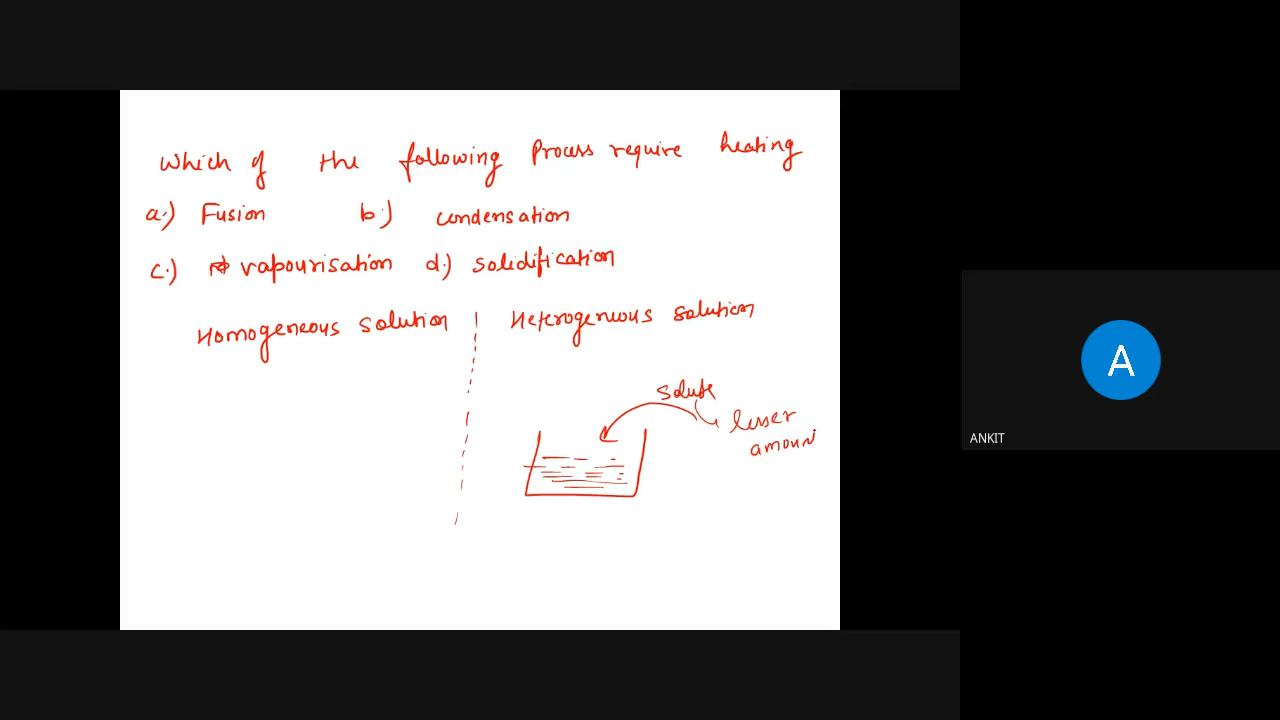 Which of the following Process require heating
a.) Fusion b.) condensation
c.) vapourisation d.) solidification
Homogeneous solution Heterogeneous solution
solute
lesser
amount
A
ANKIT